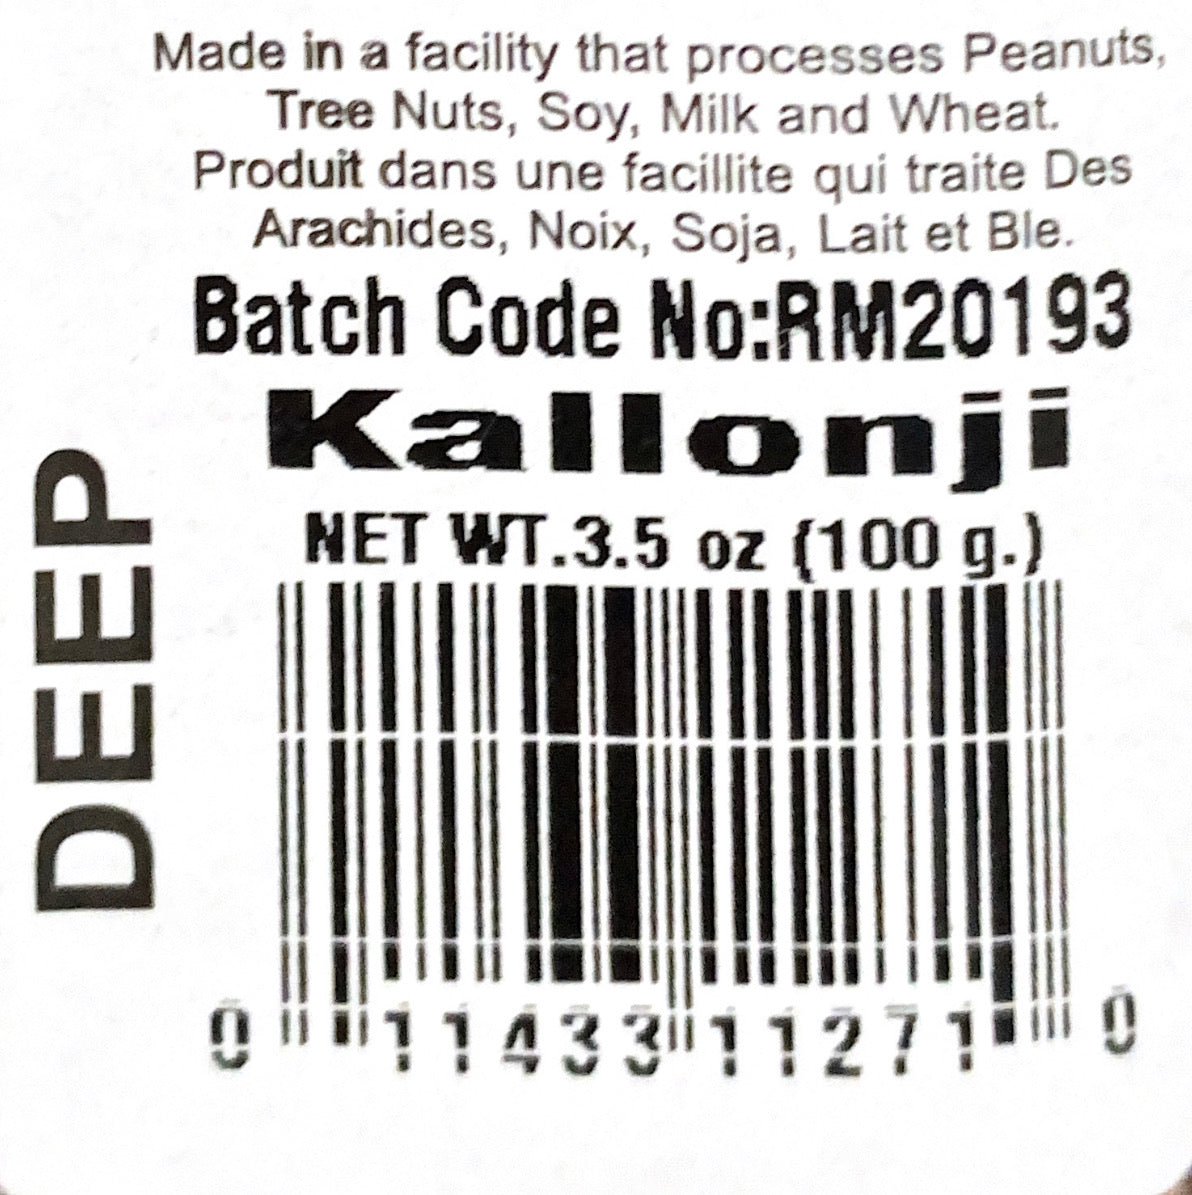 Made in a facility that processes Peanuts,
Tree Nuts, Soy, Milk and Wheat.
Produit dans une facillite qui traite Des
Arachides, Noix, Soja, Lait et Ble.
Batch Code No:RM20193
Kallonji
NET WT.3.5 oz (100 g.)
DEEP
0 11433 11271 0